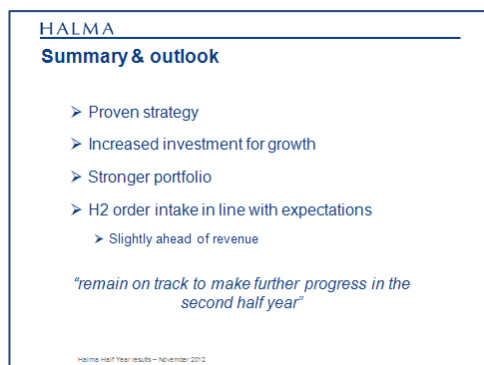 HALMA
Summary & outlook
➢ Proven strategy
➢ Increased investment for growth
➢ Stronger portfolio
➢ H2 order intake in line with expectations
➢ Slightly ahead of revenue
“remain on track to make further progress in the
second half year”
Halma Half Year results – November 2012